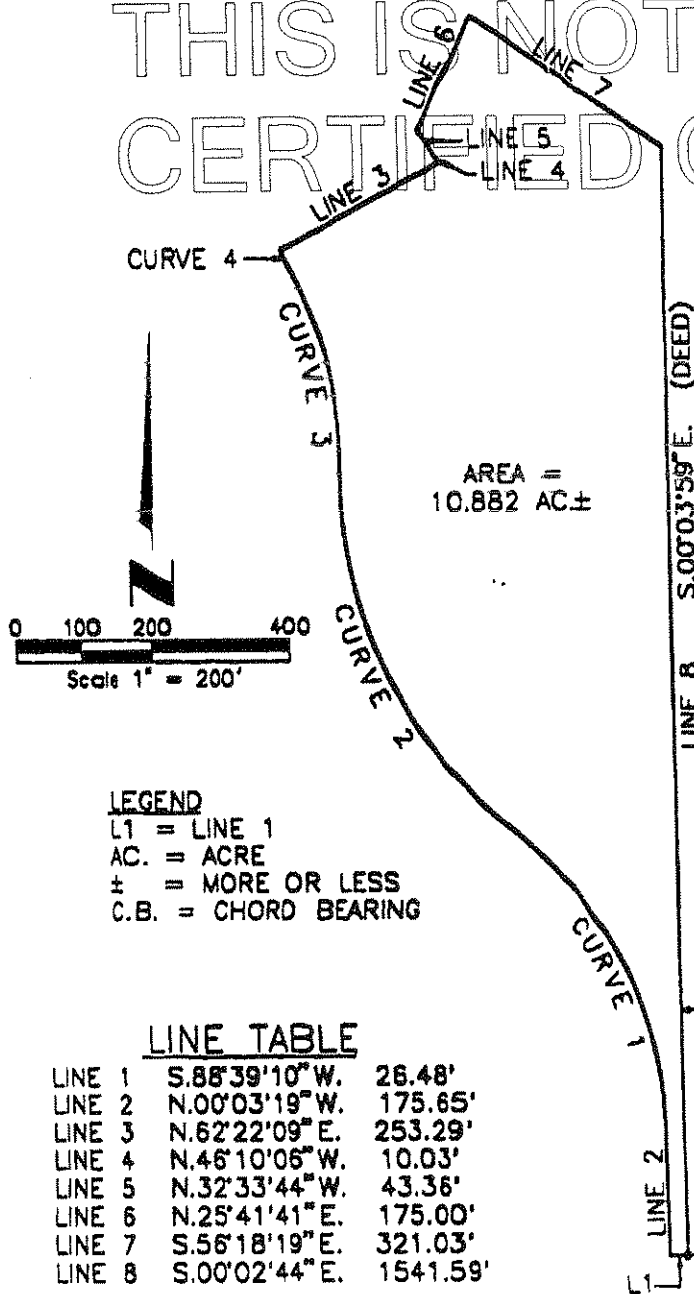 THIS IS NOT
CERTIFIED
LINE 6
LINE 7
LINE 5
LINE 4
LINE 3
CURVE 4
CURVE 3
AREA =
10.882 AC.±
S.00°03'59"E. (DEED)
LINE 8
N
0 100 200 400
Scale 1" = 200'
CURVE 2
LEGEND
L1 = LINE 1
AC. = ACRE
± = MORE OR LESS
C.B. = CHORD BEARING
CURVE 1
LINE TABLE
LINE 1 S.88°39'10"W. 26.48'
LINE 2 N.00°03'19"W. 175.65'
LINE 3 N.62°22'09"E. 253.29'
LINE 4 N.46°10'06"W. 10.03'
LINE 5 N.32°33'44"W. 43.36'
LINE 6 N.25°41'41"E. 175.00'
LINE 7 S.56°18'19"E. 321.03'
LINE 8 S.00°02'44"E. 1541.59'
LINE 2
L1